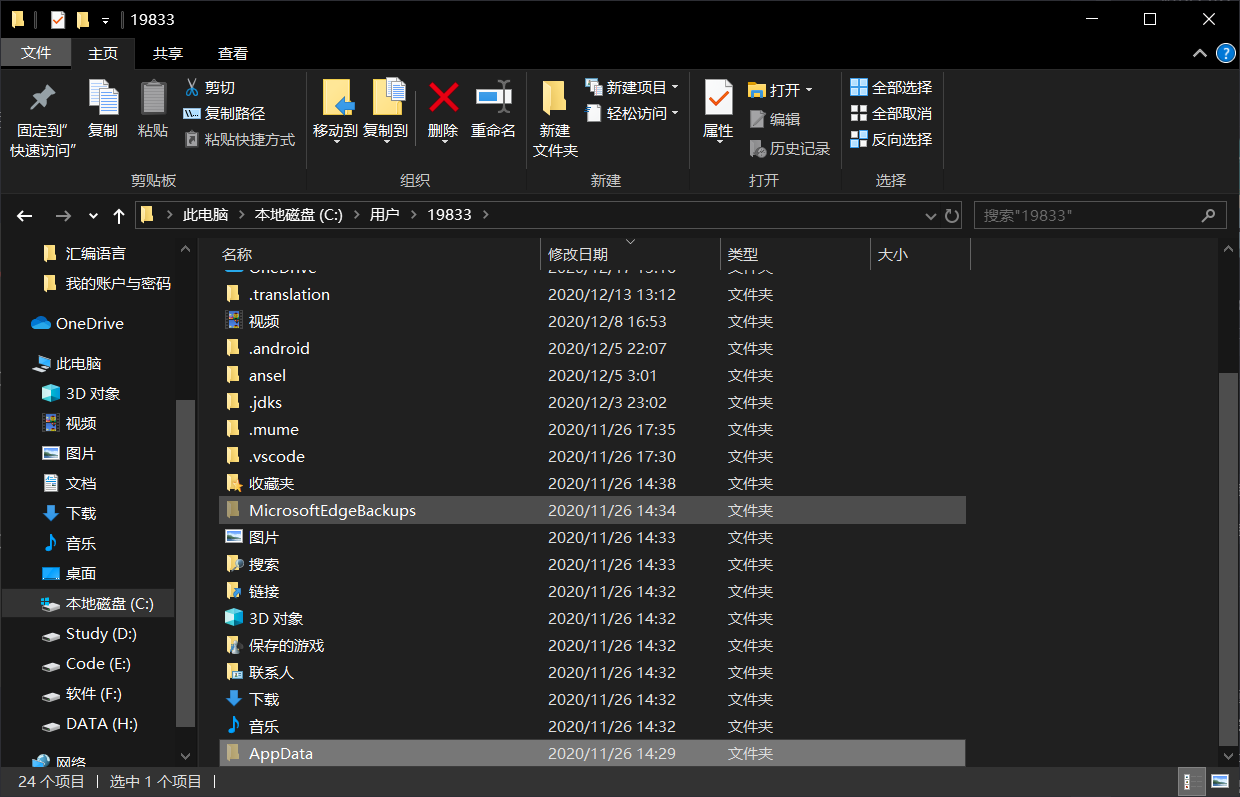 19833
文件 主页 共享 查看
固定到"快速访问" 复制 粘贴 剪切
复制路径
粘贴快捷方式
移动到 复制到 删除 重命名
新建文件夹 新建项目
轻松访问
属性 打开
编辑
历史记录
全部选择
全部取消
反向选择
剪贴板 组织 新建 打开 选择
此电脑 本地磁盘 (C:) 用户 19833 搜索"19833"
汇编语言
我的账户与密码
OneDrive
此电脑
3D 对象
视频
图片
文档
下载
音乐
桌面
本地磁盘 (C:)
Study (D:)
Code (E:)
软件 (F:)
DATA (H:)
网络
名称 修改日期 类型 大小
OneDrive 2020/12/17 15:16 文件夹
.translation 2020/12/13 13:12 文件夹
视频 2020/12/8 16:53 文件夹
.android 2020/12/5 22:07 文件夹
ansel 2020/12/5 3:01 文件夹
.jdks 2020/12/3 23:02 文件夹
.mume 2020/11/26 17:35 文件夹
.vscode 2020/11/26 17:30 文件夹
收藏夹 2020/11/26 14:38 文件夹
MicrosoftEdgeBackups 2020/11/26 14:34 文件夹
图片 2020/11/26 14:33 文件夹
搜索 2020/11/26 14:33 文件夹
链接 2020/11/26 14:32 文件夹
3D 对象 2020/11/26 14:32 文件夹
保存的游戏 2020/11/26 14:32 文件夹
联系人 2020/11/26 14:32 文件夹
下载 2020/11/26 14:32 文件夹
音乐 2020/11/26 14:32 文件夹
AppData 2020/11/26 14:29 文件夹
24 个项目 选中 1 个项目